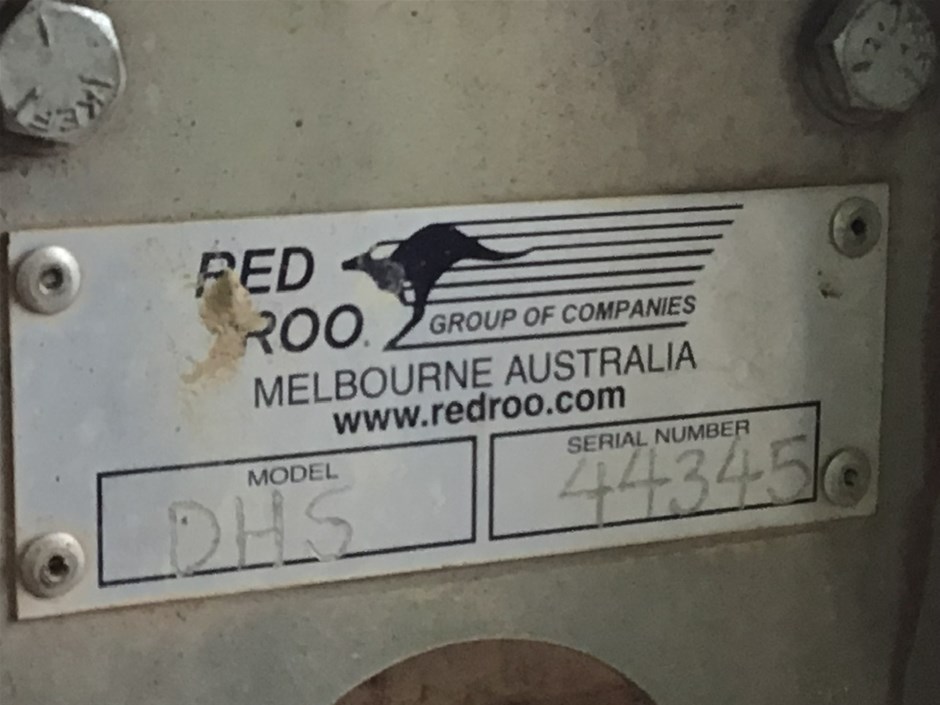 RED
ROO.
GROUP OF COMPANIES
MELBOURNE AUSTRALIA
www.redroo.com
MODEL
DHS
SERIAL NUMBER
44345